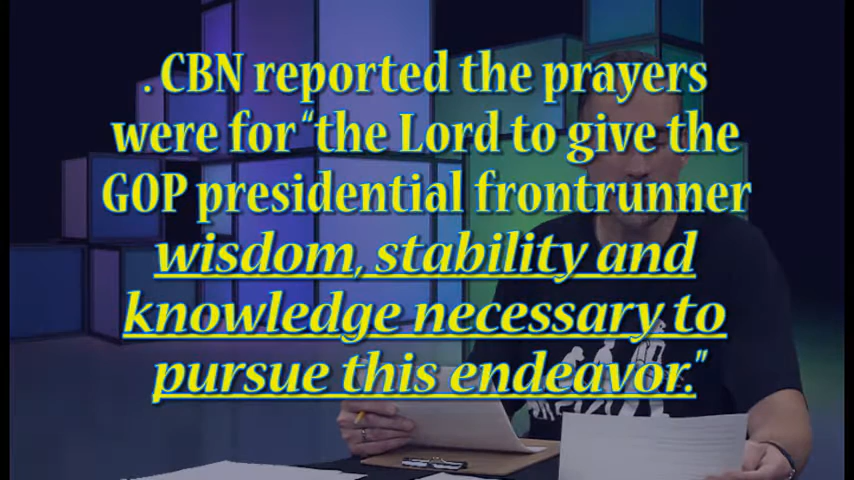 . CBN reported the prayers
were for “the Lord to give the
GOP presidential frontrunner
wisdom, stability and
knowledge necessary to
pursue this endeavor.”